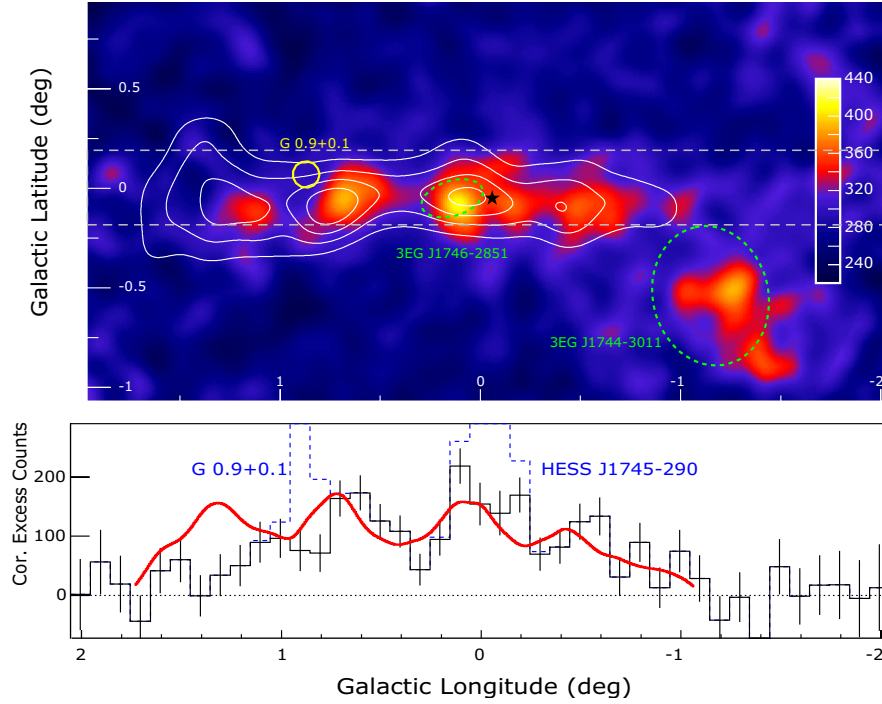 Galactic Latitude (deg)
0.5
0
-0.5
-1
G 0.9+0.1
3EG J1746-2851
3EG J1744-3011
440
400
360
320
280
240
1
0
-1
-2
Cor. Excess Counts
200
100
0
G 0.9+0.1
HESS J1745-290
2
1
0
-1
-2
Galactic Longitude (deg)